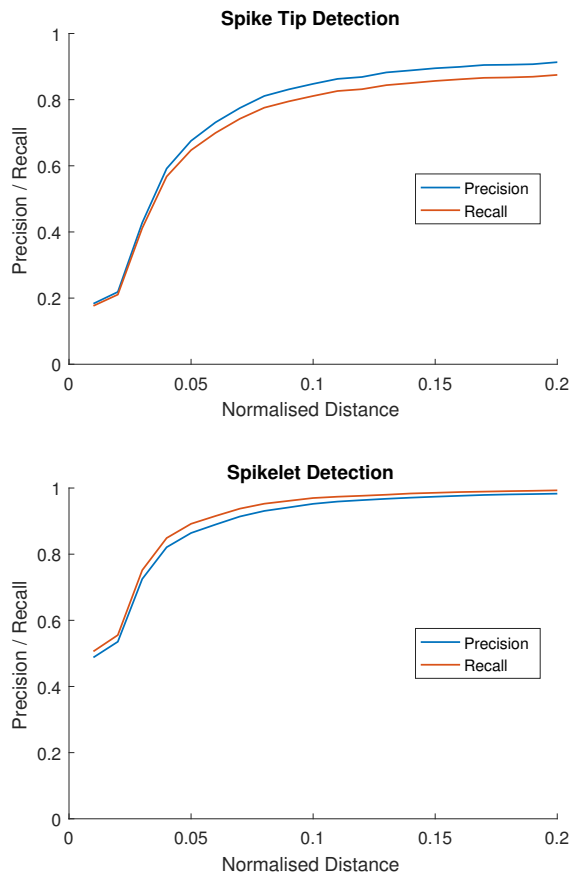 Spike Tip Detection
1
0.8
0.6
0.4
0.2
0
Precision / Recall
Precision
Recall
0 0.05 0.1 0.15 0.2
Normalised Distance
Spikelet Detection
1
0.8
0.6
0.4
0.2
0
Precision / Recall
Precision
Recall
0 0.05 0.1 0.15 0.2
Normalised Distance